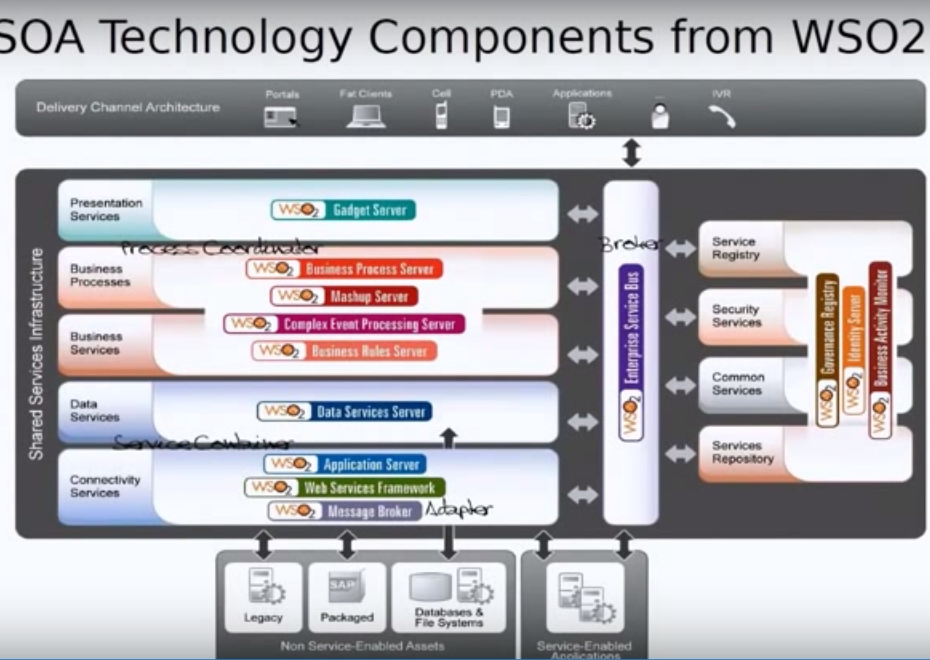 SOA Technology Components from WSO2
Delivery Channel Architecture
Portals
Fat Clients
Cell
PDA
Applications
...
IVR
Shared Services Infrastructure
Presentation
Services
WSO2 Gadget Server
Process Coordinator
Business
Processes
WSO2 Business Process Server
WSO2 Mashup Server
WSO2 Complex Event Processing Server
Business
Services
WSO2 Business Rules Server
Data
Services
WSO2 Data Services Server
Service Container
Connectivity
Services
WSO2 Application Server
WSO2 Web Services Framework
WSO2 Message Broker
Adapter
Broker
WSO2 Enterprise Service Bus
Service
Registry
Security
Services
Common
Services
Services
Repository
WSO2 Governance Registry
WSO2 Identity Server
WSO2 Business Activity Monitor
Legacy
SAP
Packaged
Databases &
File Systems
Non Service-Enabled Assets
Service-Enabled
Applications